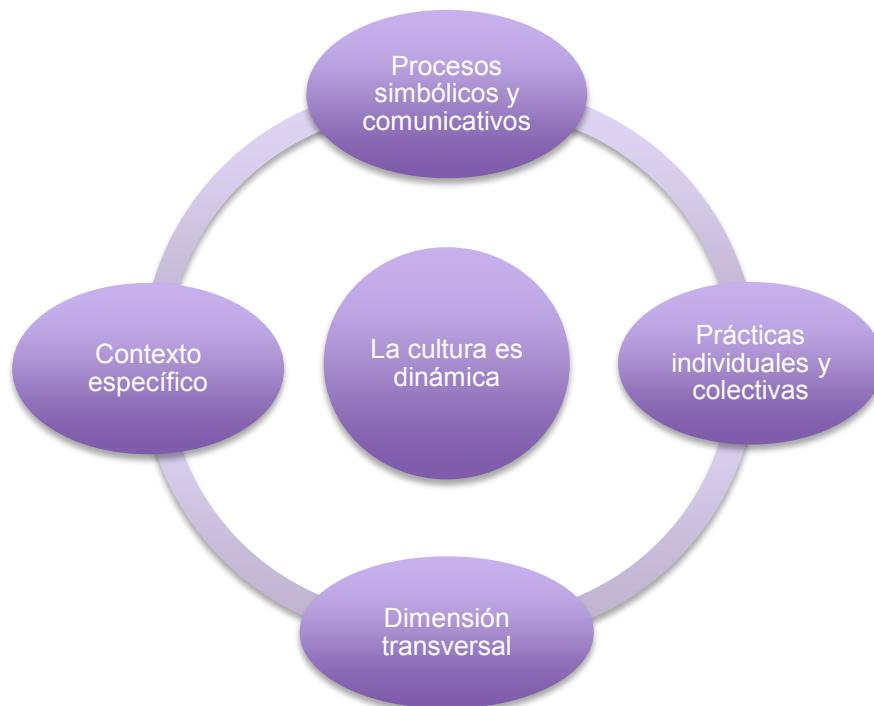 Procesos
simbólicos y
comunicativos
Contexto
específico
La cultura es
dinámica
Prácticas
individuales y
colectivas
Dimensión
transversal